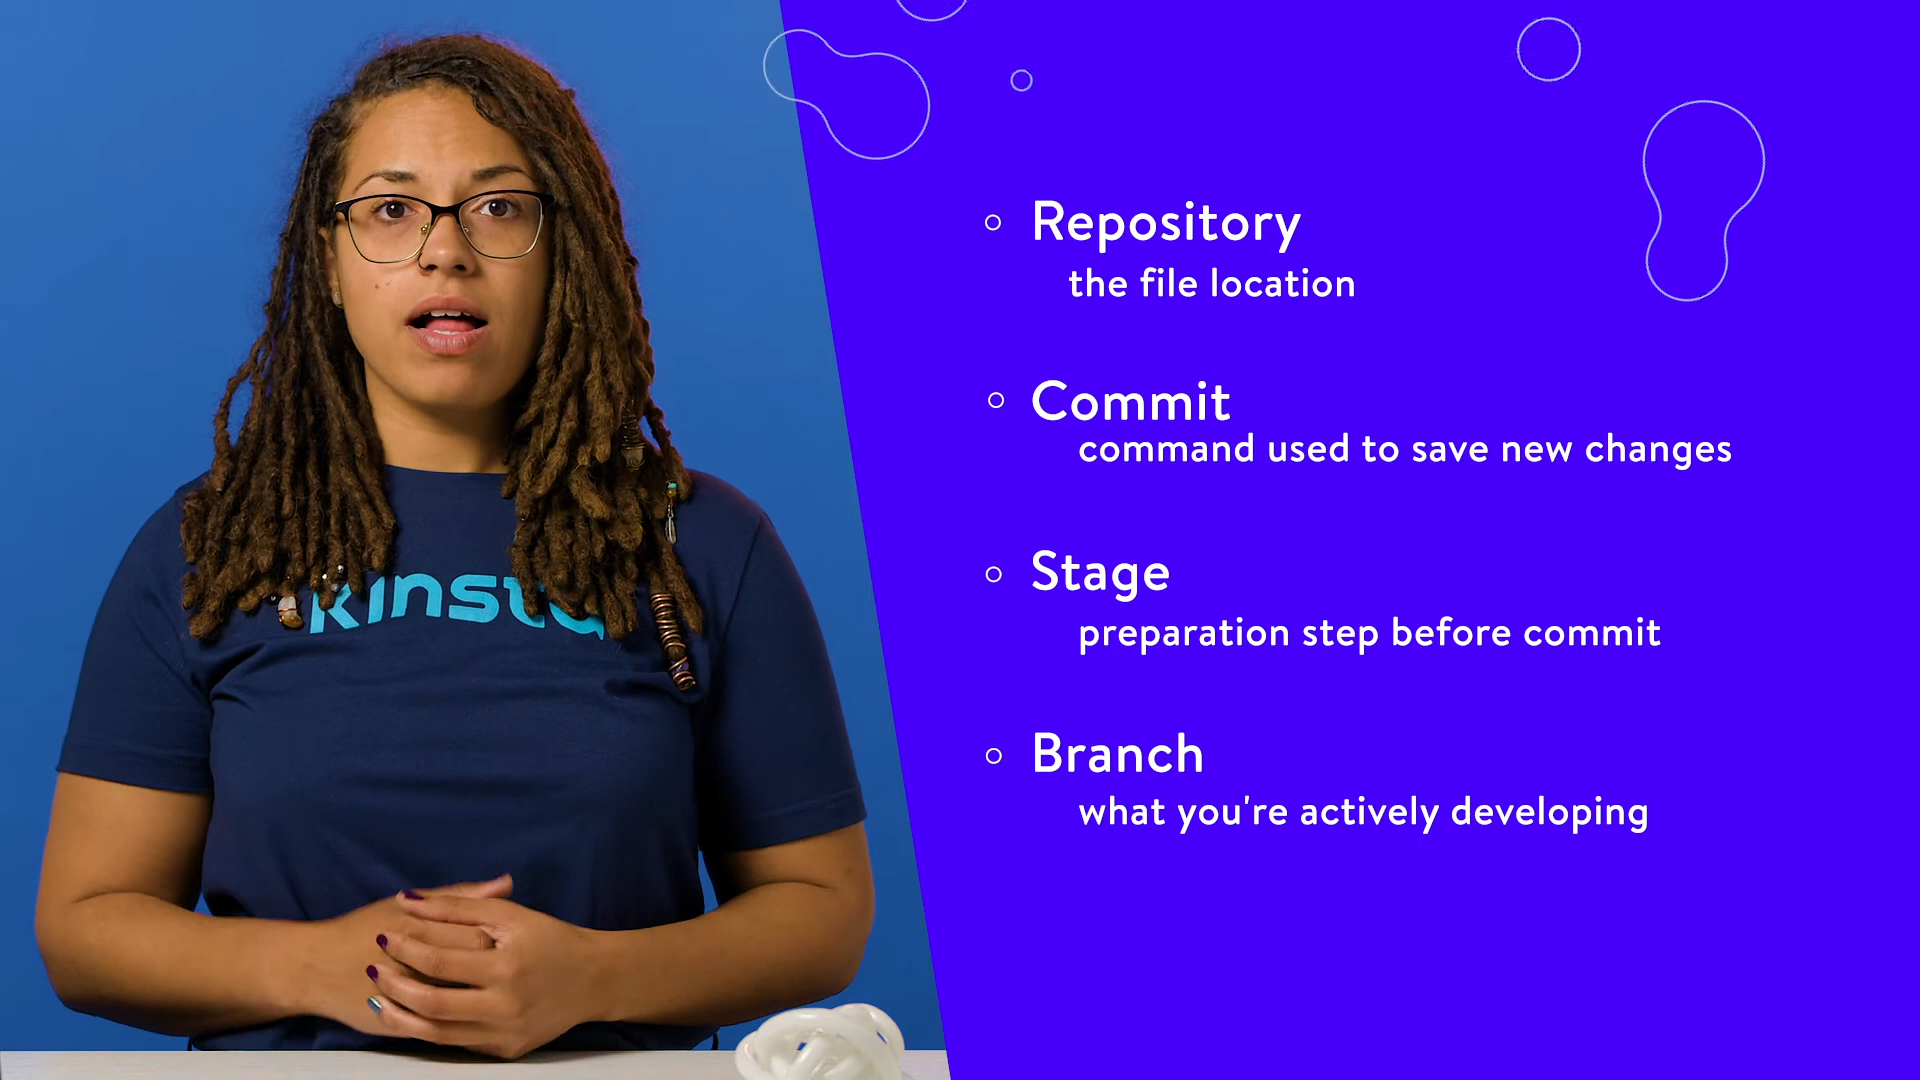 kinsta
Repository
the file location
Commit
command used to save new changes
Stage
preparation step before commit
Branch
what you're actively developing